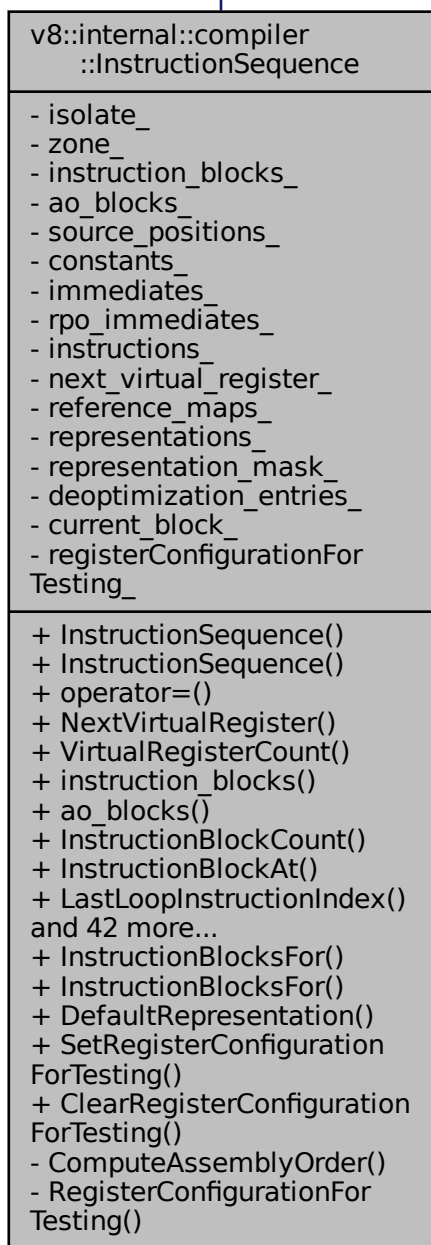 v8::internal::compiler
::InstructionSequence
- isolate_
- zone_
- instruction_blocks_
- ao_blocks_
- source_positions_
- constants_
- immediates_
- rpo_immediates_
- instructions_
- next_virtual_register_
- reference_maps_
- representations_
- representation_mask_
- deoptimization_entries_
- current_block_
- registerConfigurationFor
Testing_
+ InstructionSequence()
+ InstructionSequence()
+ operator=()
+ NextVirtualRegister()
+ VirtualRegisterCount()
+ instruction_blocks()
+ ao_blocks()
+ InstructionBlockCount()
+ InstructionBlockAt()
+ LastLoopInstructionIndex()
and 42 more...
+ InstructionBlocksFor()
+ InstructionBlocksFor()
+ DefaultRepresentation()
+ SetRegisterConfiguration
ForTesting()
+ ClearRegisterConfiguration
ForTesting()
- ComputeAssemblyOrder()
- RegisterConfigurationFor
Testing()